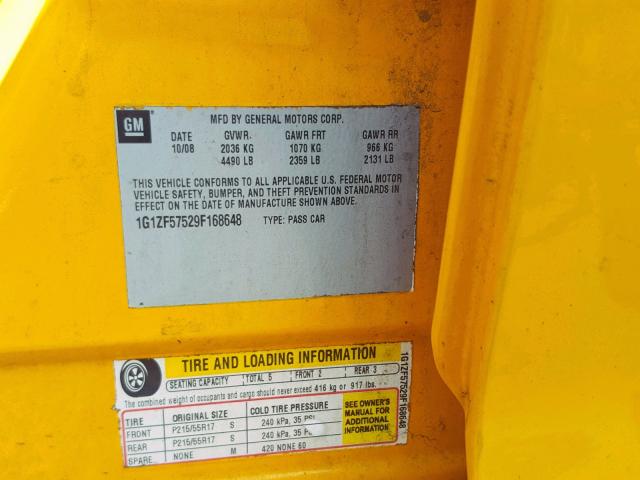 GM
MFD BY GENERAL MOTORS CORP.
DATE GVWR GAWR FRT GAWR RR
10/08 2036 KG 1070 KG 966 KG
4490 LB 2359 LB 2131 LB
THIS VEHICLE CONFORMS TO ALL APPLICABLE U.S. FEDERAL MOTOR
VEHICLE SAFETY, BUMPER, AND THEFT PREVENTION STANDARDS IN
EFFECT ON THE DATE OF MANUFACTURE SHOWN ABOVE.
1G1ZF57529F168648 TYPE: PASS CAR
TIRE AND LOADING INFORMATION
SEATING CAPACITY TOTAL 5 FRONT 2 REAR 3
The combined weight of occupants and cargo should never exceed 416 kg or 917 lbs.
TIRE ORIGINAL SIZE COLD TIRE PRESSURE
FRONT P215/55R17 S 240 kPa, 35 PSI
REAR P215/55R17 S 240 kPa, 35
SPARE NONE M 420 NONE 60
SEE OWNER'S
MANUAL FOR
ADDITIONAL
INFORMATION
1G1ZF57529F168648